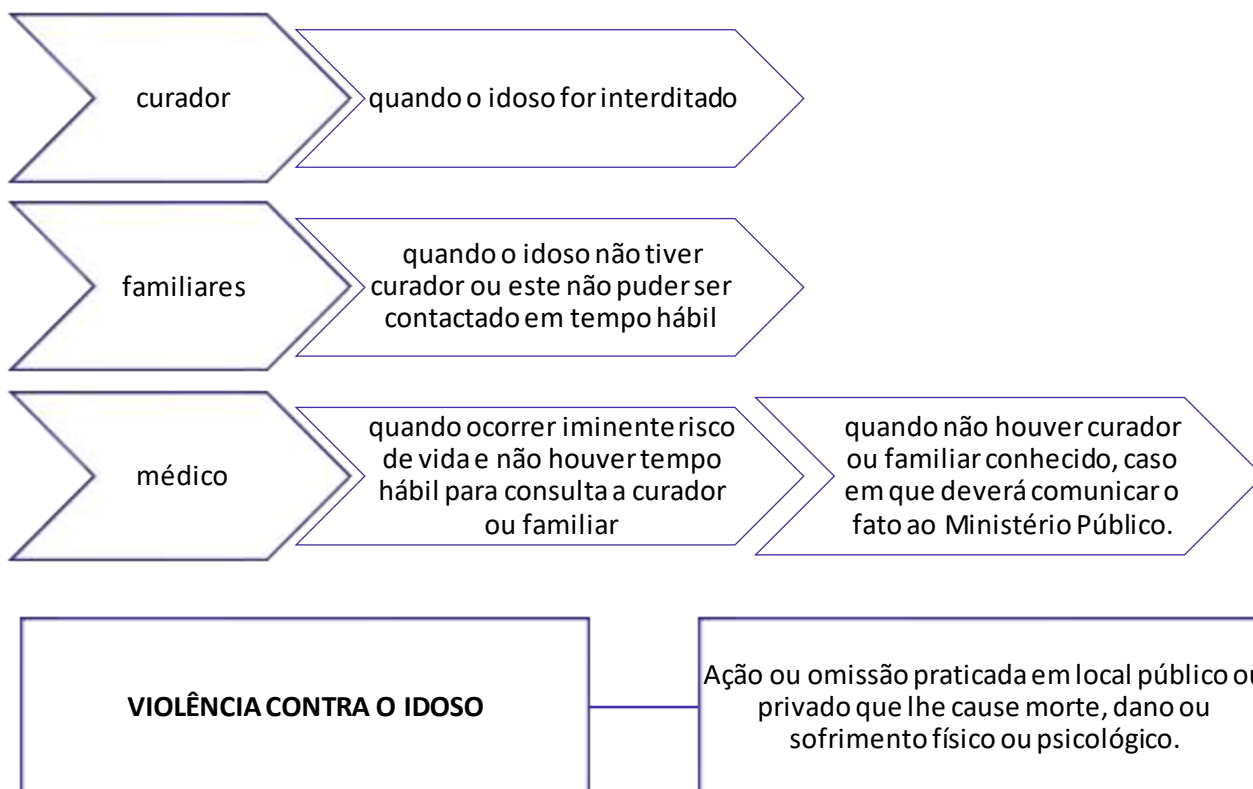 curador
quando o idoso for interditado
familiares
quando o idoso não tiver
curador ou este não puder ser
contactado em tempo hábil
médico
quando ocorrer iminente risco
de vida e não houver tempo
hábil para consulta a curador
ou familiar
quando não houver curador
ou familiar conhecido, caso
em que deverá comunicar o
fato ao Ministério Público.
VIOLÊNCIA CONTRA O IDOSO
Ação ou omissão praticada em local público ou
privado que lhe cause morte, dano ou
sofrimento físico ou psicológico.